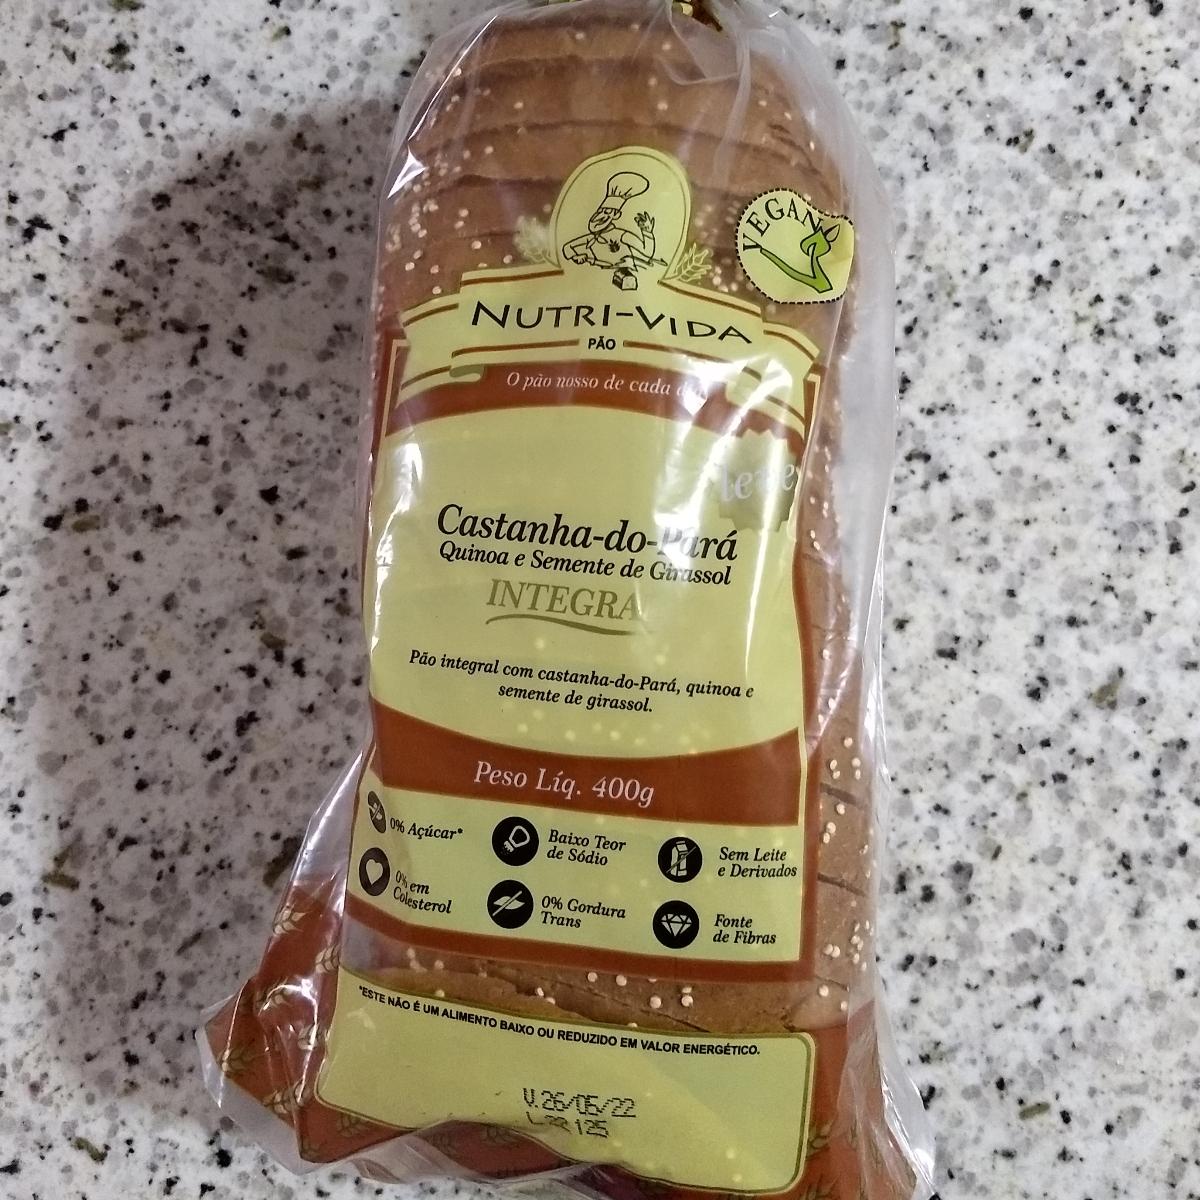 VEGAN
NUTRI-VIDA
PÃO
O pão nosso de cada
leve
Castanha-do-Pará
Quinoa e Semente de Girassol
INTEGRAL
Pão integral com castanha-do-Pará, quinoa e
semente de girassol.
Peso Líq. 400g
0% Açúcar*
Baixo Teor
de Sódio
Sem Leite
e Derivados
0% em
Colesterol
0% Gordura
Trans
Fonte
de Fibras
*ESTE NÃO É UM ALIMENTO BAIXO OU REDUZIDO EM VALOR ENERGÉTICO.
V.26/05/22